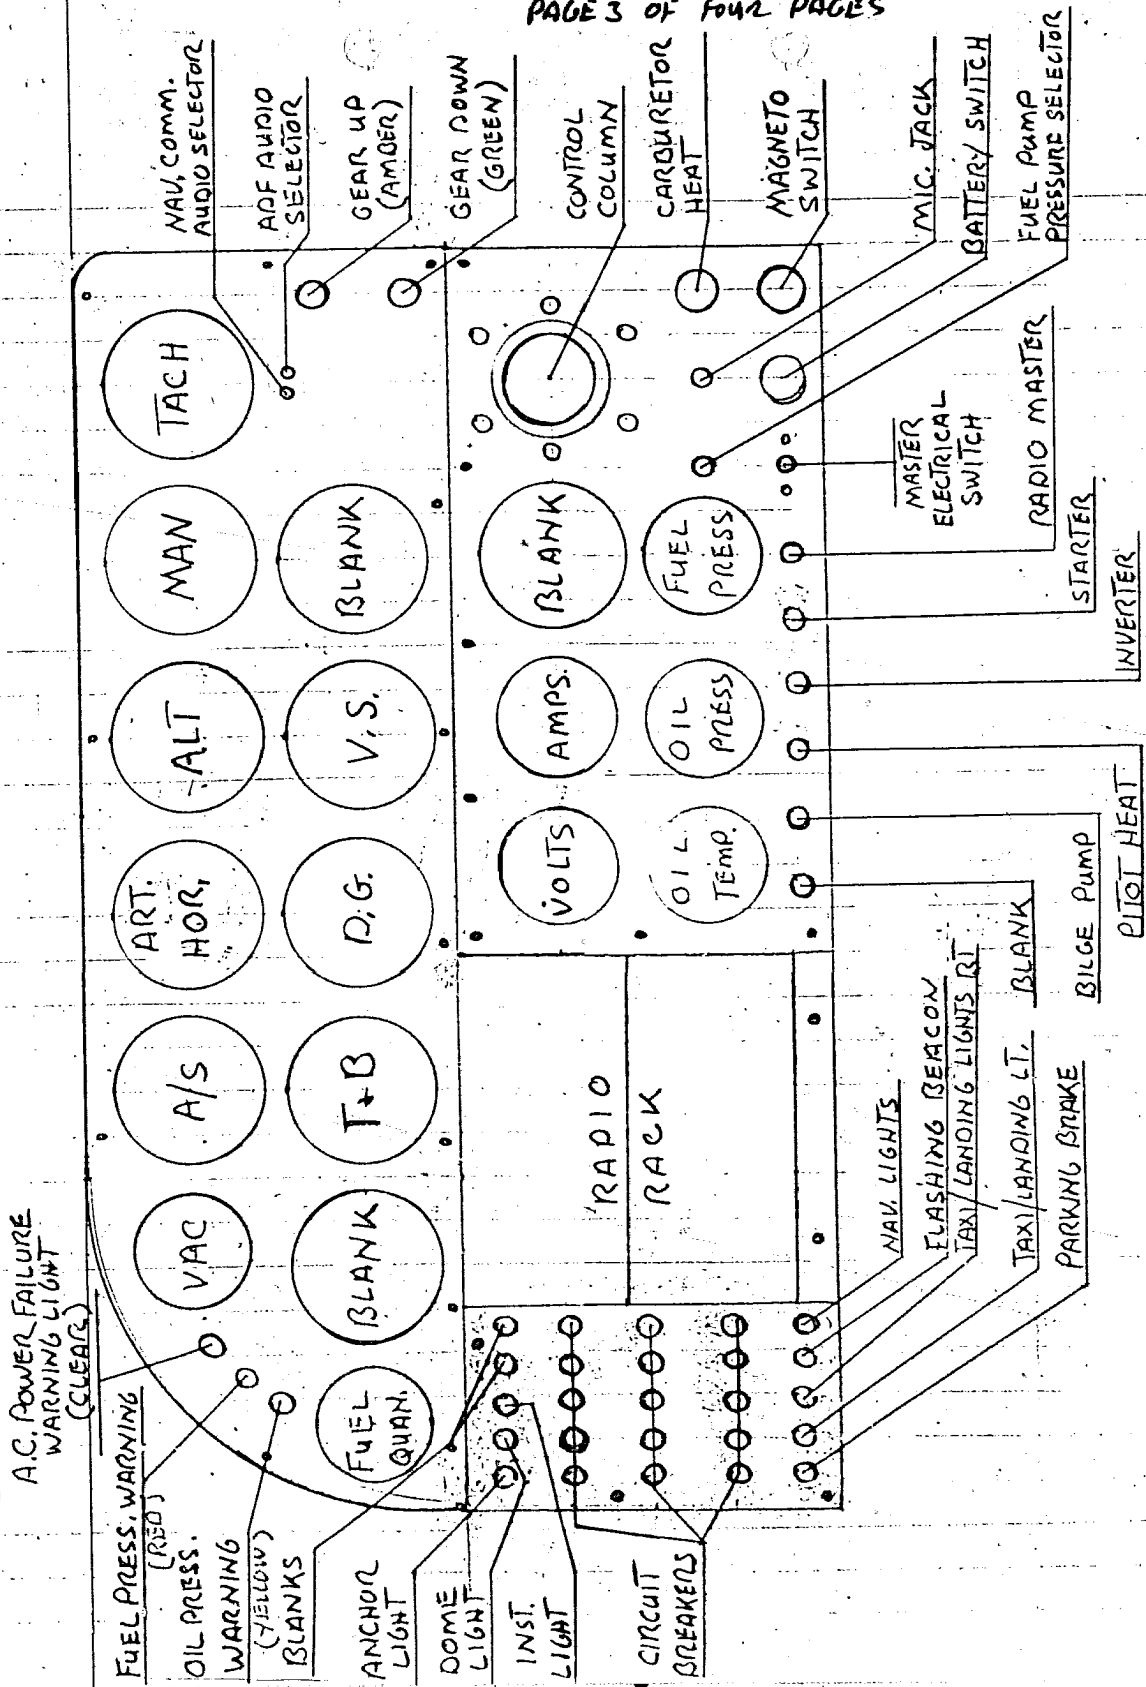 PAGE 3 OF FOUR PAGES
A.C. POWER FAILURE
WARNING LIGHT
(CLEAR)
FUEL PRESS. WARNING
(RED)
OIL PRESS.
WARNING
(YELLOW)
BLANKS
ANCHOR
LIGHT
DOME
LIGHT
INST.
LIGHT
CIRCUIT
BREAKERS
VAC
A/S
ART.
HOR.
ALT
MAN
TACH
FUEL
QUAN.
BLANK
T+B
D.G.
V.S.
BLANK
NAV, COMM.
AUDIO SELECTOR
ADF AUDIO
SELECTOR
GEAR UP
(AMBER)
GEAR DOWN
(GREEN)
CONTROL
COLUMN
CARBURETOR
HEAT
MAGNETO
SWITCH
MIC. JACK
BATTERY SWITCH
FUEL PUMP
PRESSURE SELECTOR
RADIO
RACK
VOLTS
AMPS.
BLANK
OIL
TEMP.
OIL
PRESS
FUEL
PRESS
MASTER
ELECTRICAL
SWITCH
RADIO MASTER
STARTER
INVERTER
PITOT HEAT
BILGE PUMP
BLANK
NAV. LIGHTS
FLASHING BEACON
TAXI/LANDING LIGHTS RT
TAXI/LANDING LT.
PARKING BRAKE